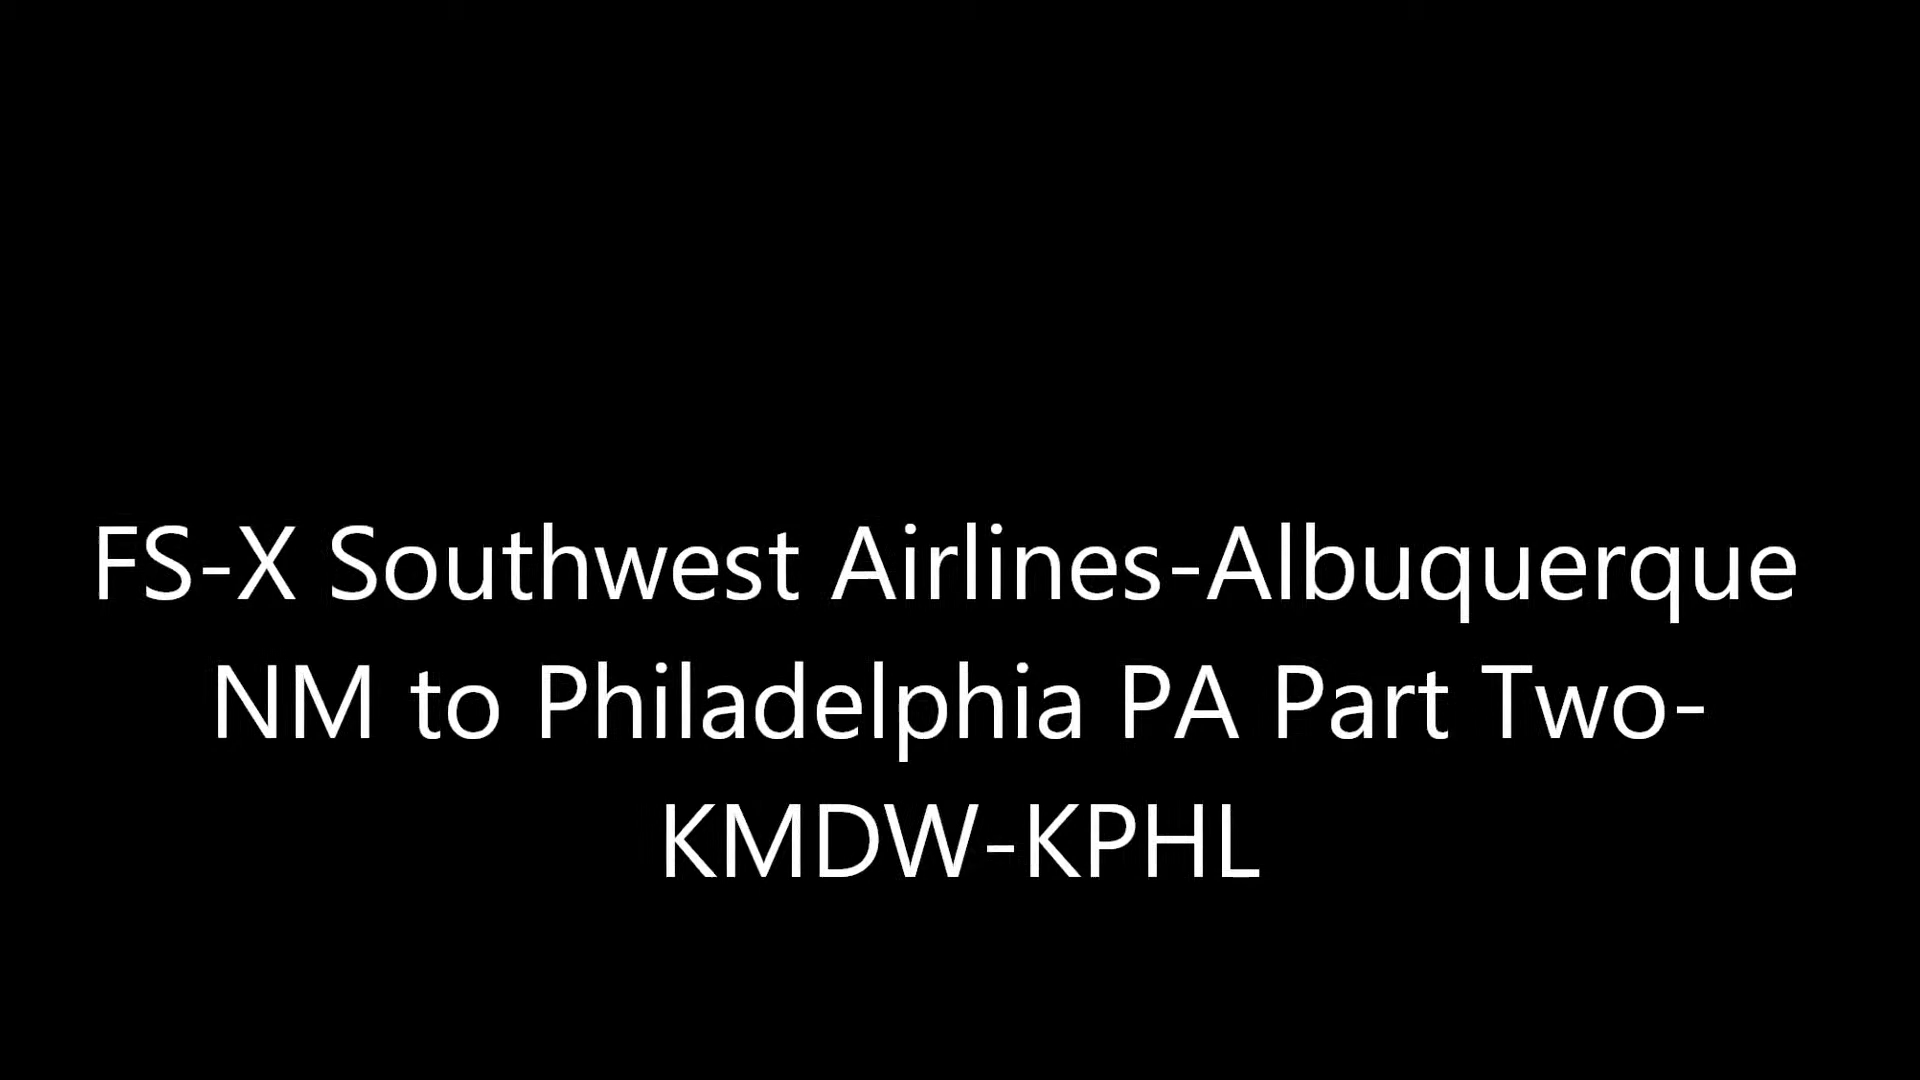 FS-X Southwest Airlines-Albuquerque
NM to Philadelphia PA Part Two-
KMDW-KPHL